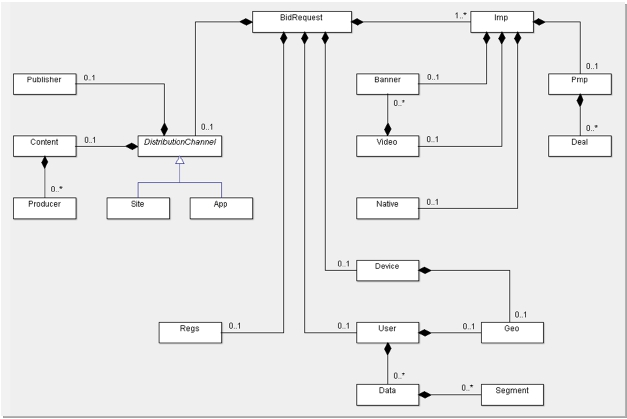 BidRequest
1..*
Imp
Publisher
0..1
Banner
0..1
0..1
Pmp
0..*
0..1
Content
0..1
DistributionChannel
Video
0..1
0..*
Deal
0..*
Producer
Site
App
Native
0..1
0..1
Device
0..1
Regs
0..1
0..1
User
0..1
Geo
0..*
Data
0..*
Segment